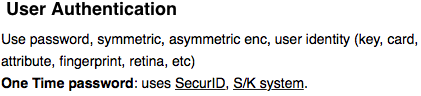 User Authentication
Use password, symmetric, asymmetric enc, user identity (key, card,
attribute, fingerprint, retina, etc)
One Time password: uses SecurID, S/K system.